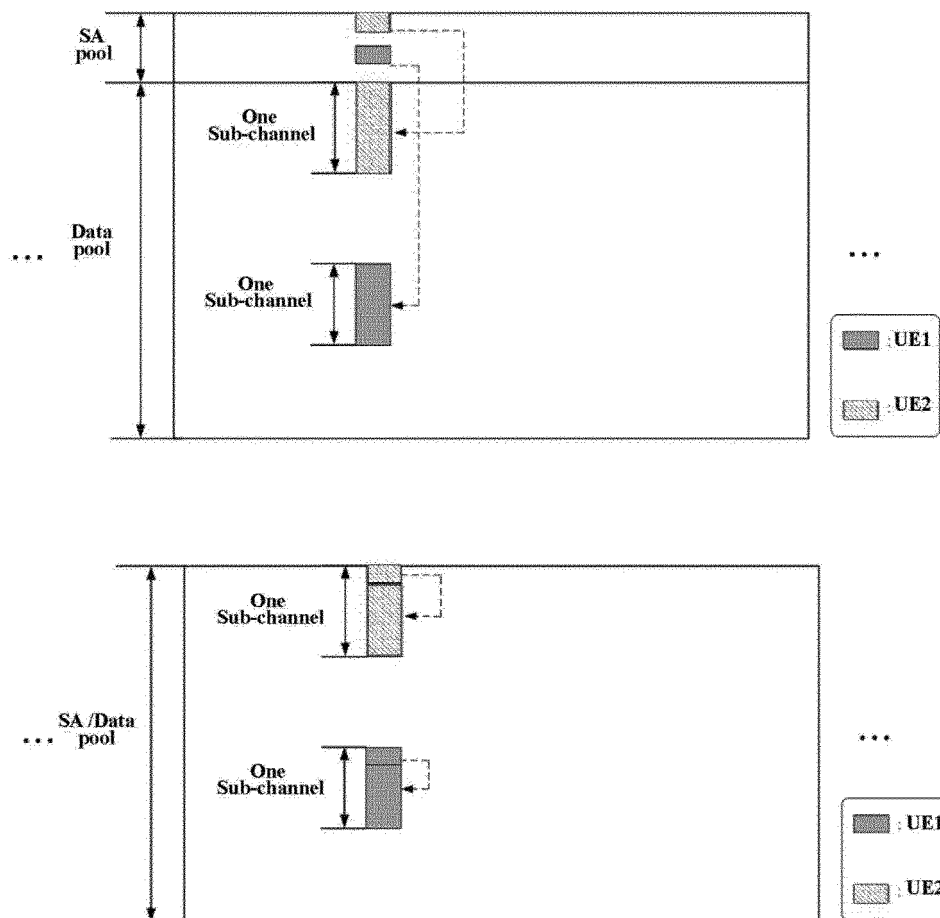 SA
pool
One
Sub-channel
Data
pool
...
...
One
Sub-channel
: UE1
: UE2
One
Sub-channel
SA /Data
pool
...
...
One
Sub-channel
: UE1
: UE2